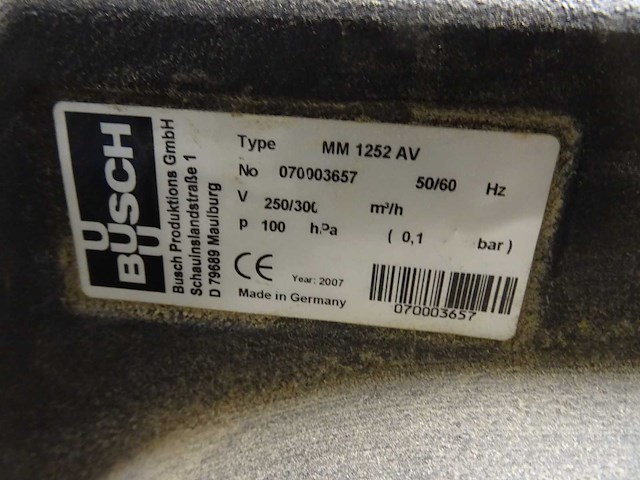 BUSCH
Busch Produktions GmbH
Schauinslandstraße 1
D 79689 Maulburg
Type MM 1252 AV
No 070003657 50/60 Hz
V 250/300 m³/h
p 100 hPa ( 0,1 bar )
CE Year: 2007
Made in Germany
070003657